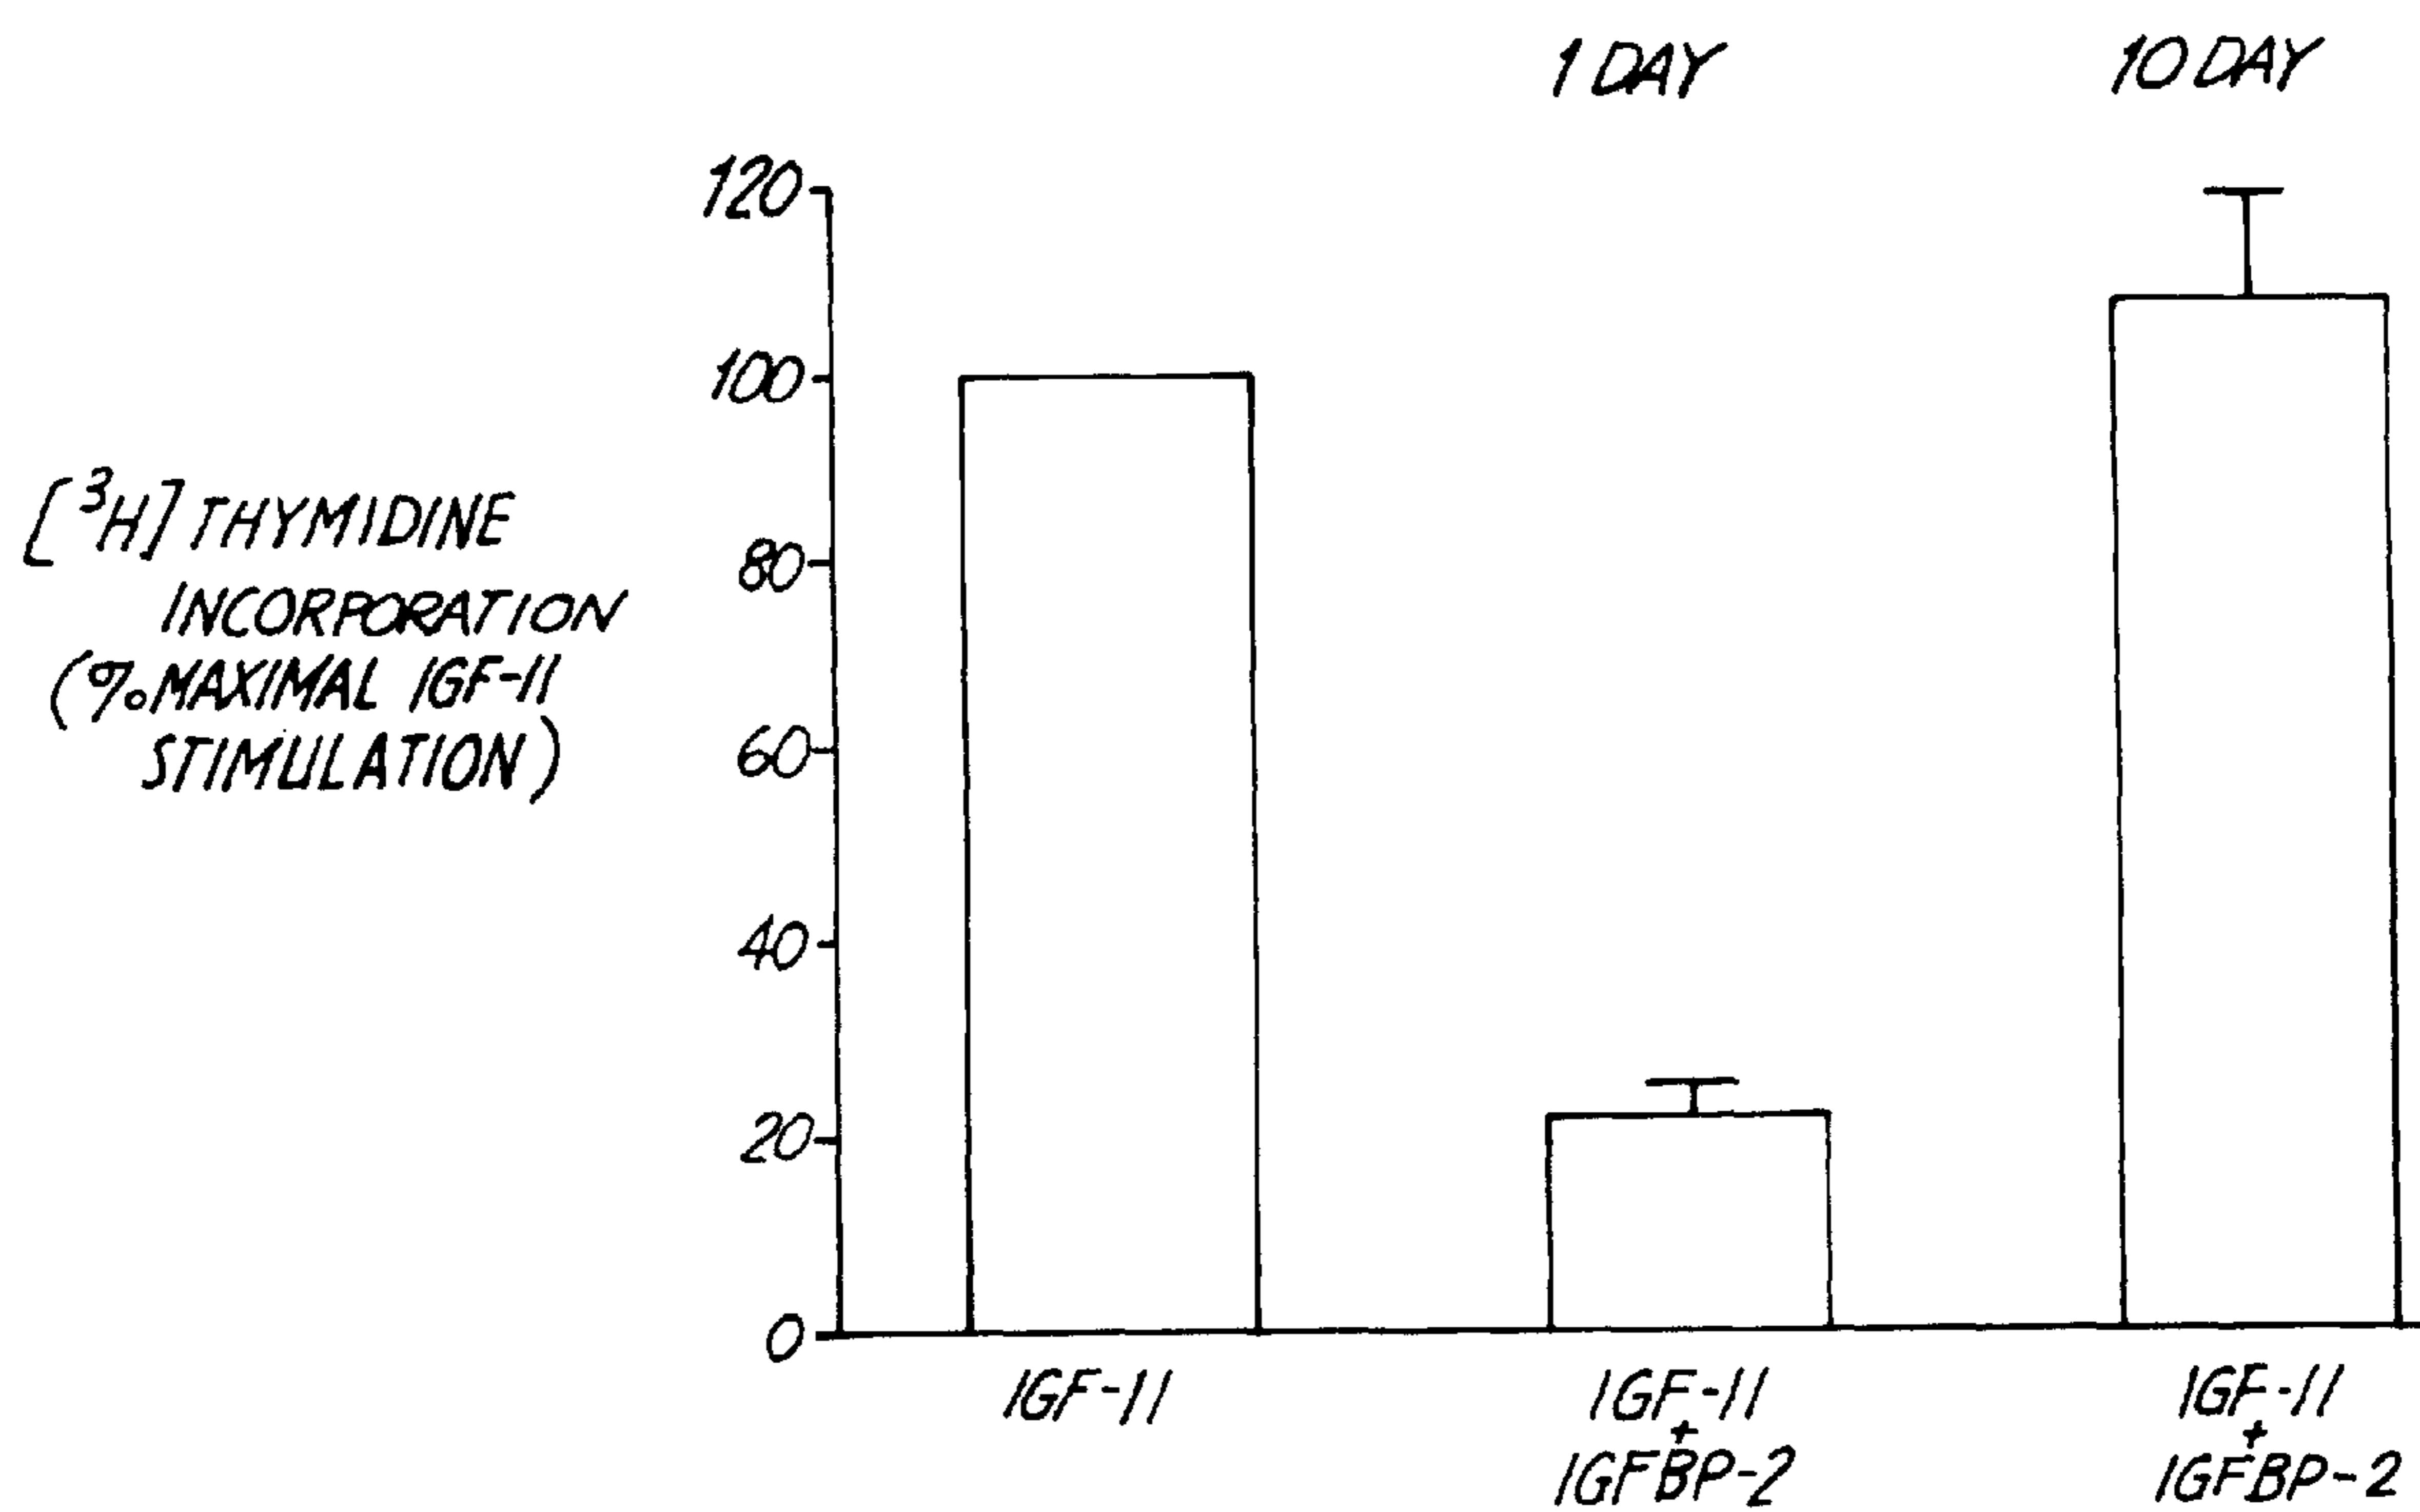 1 DAY
10 DAY
120
100
80
60
40
20
0
[³H] THYMIDINE
INCORPORATION
(% MAXIMAL IGF-II
STIMULATION)
IGF-II
IGF-II
+
IGFBP-2
IGF-II
+
IGFBP-2